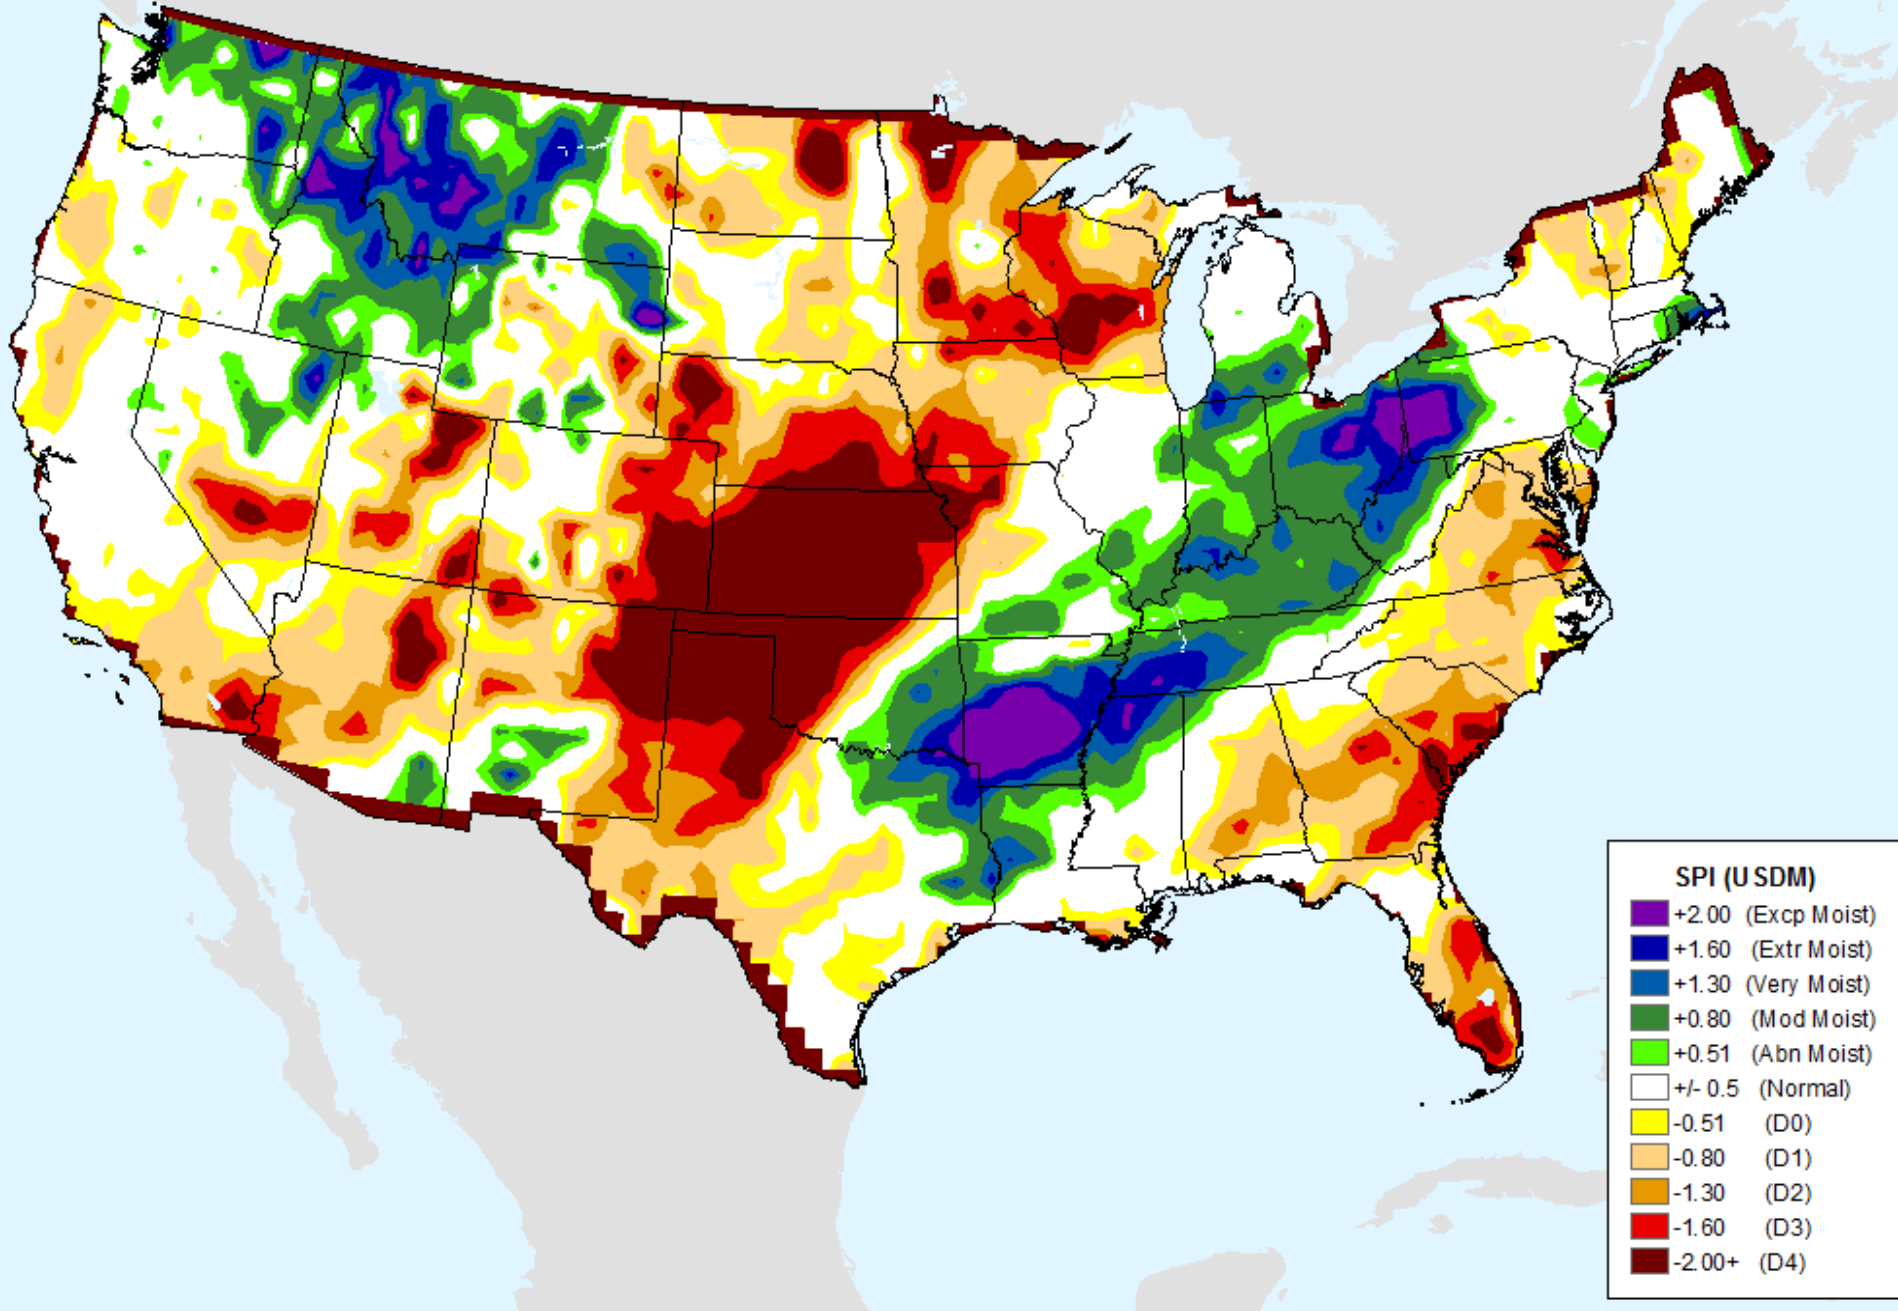 SPI (USDM)
+2.00 (Excp Moist)
+1.60 (Extr Moist)
+1.30 (Very Moist)
+0.80 (Mod Moist)
+0.51 (Abn Moist)
+/- 0.5 (Normal)
-0.51 (D0)
-0.80 (D1)
-1.30 (D2)
-1.60 (D3)
-2.00+ (D4)